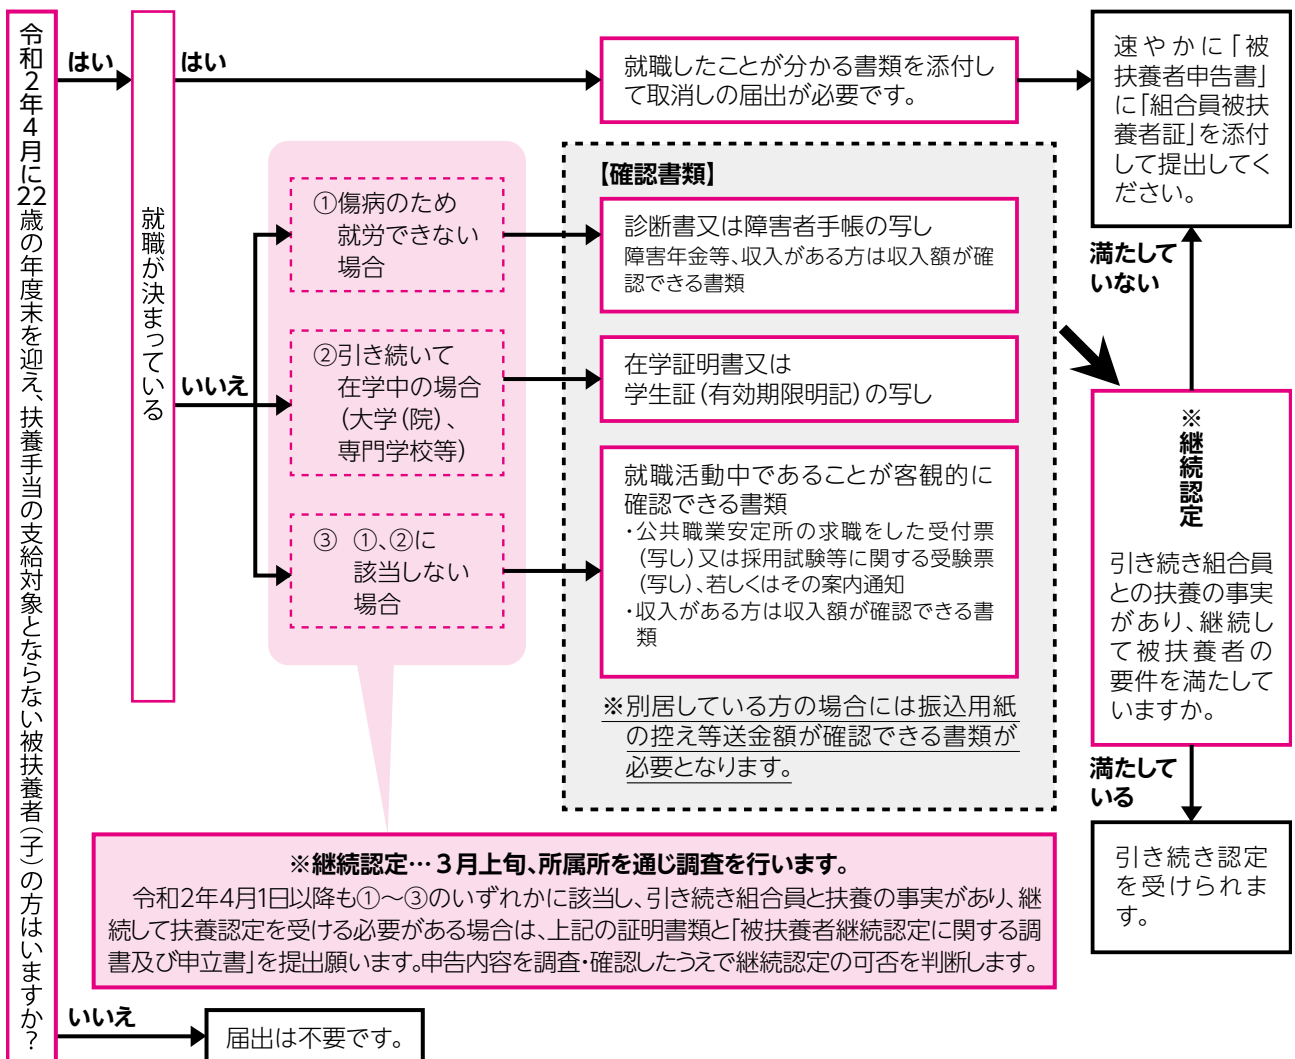 令和2年4月に22歳の年度末を迎え、扶養手当の支給対象とならない被扶養者(子)の方はいますか?
はい
就職が決まっている
はい
就職したことが分かる書類を添付し
て取消しの届出が必要です。
速やかに「被
扶養者申告書」
に「組合員被扶
養者証」を添付
して提出してく
ださい。
いいえ
①傷病のため
就労できない
場合
②引き続いて
在学中の場合
(大学(院)、
専門学校等)
③ ①、②に
該当しない
場合
【確認書類】
診断書又は障害者手帳の写し
障害年金等、収入がある方は収入額が確
認できる書類
在学証明書又は
学生証(有効期限明記)の写し
就職活動中であることが客観的に
確認できる書類
・公共職業安定所の求職をした受付票
(写し)又は採用試験等に関する受験票
(写し)、若しくはその案内通知
・収入がある方は収入額が確認できる書
類
※別居している方の場合には振込用紙
の控え等送金額が確認できる書類が
必要となります。
満たして
いない
※継続認定
引き続き組合員
との扶養の事実
があり、継続し
て被扶養者の
要件を満たして
いますか。
満たして
いる
引き続き認定
を受けられま
す。
※継続認定…3月上旬、所属所を通じ調査を行います。
令和2年4月1日以降も①〜③のいずれかに該当し、引き続き組合員と扶養の事実があり、継
続して扶養認定を受ける必要がある場合は、上記の証明書類と「被扶養者継続認定に関する調
書及び申立書」を提出願います。申告内容を調査・確認したうえで継続認定の可否を判断します。
いいえ
届出は不要です。